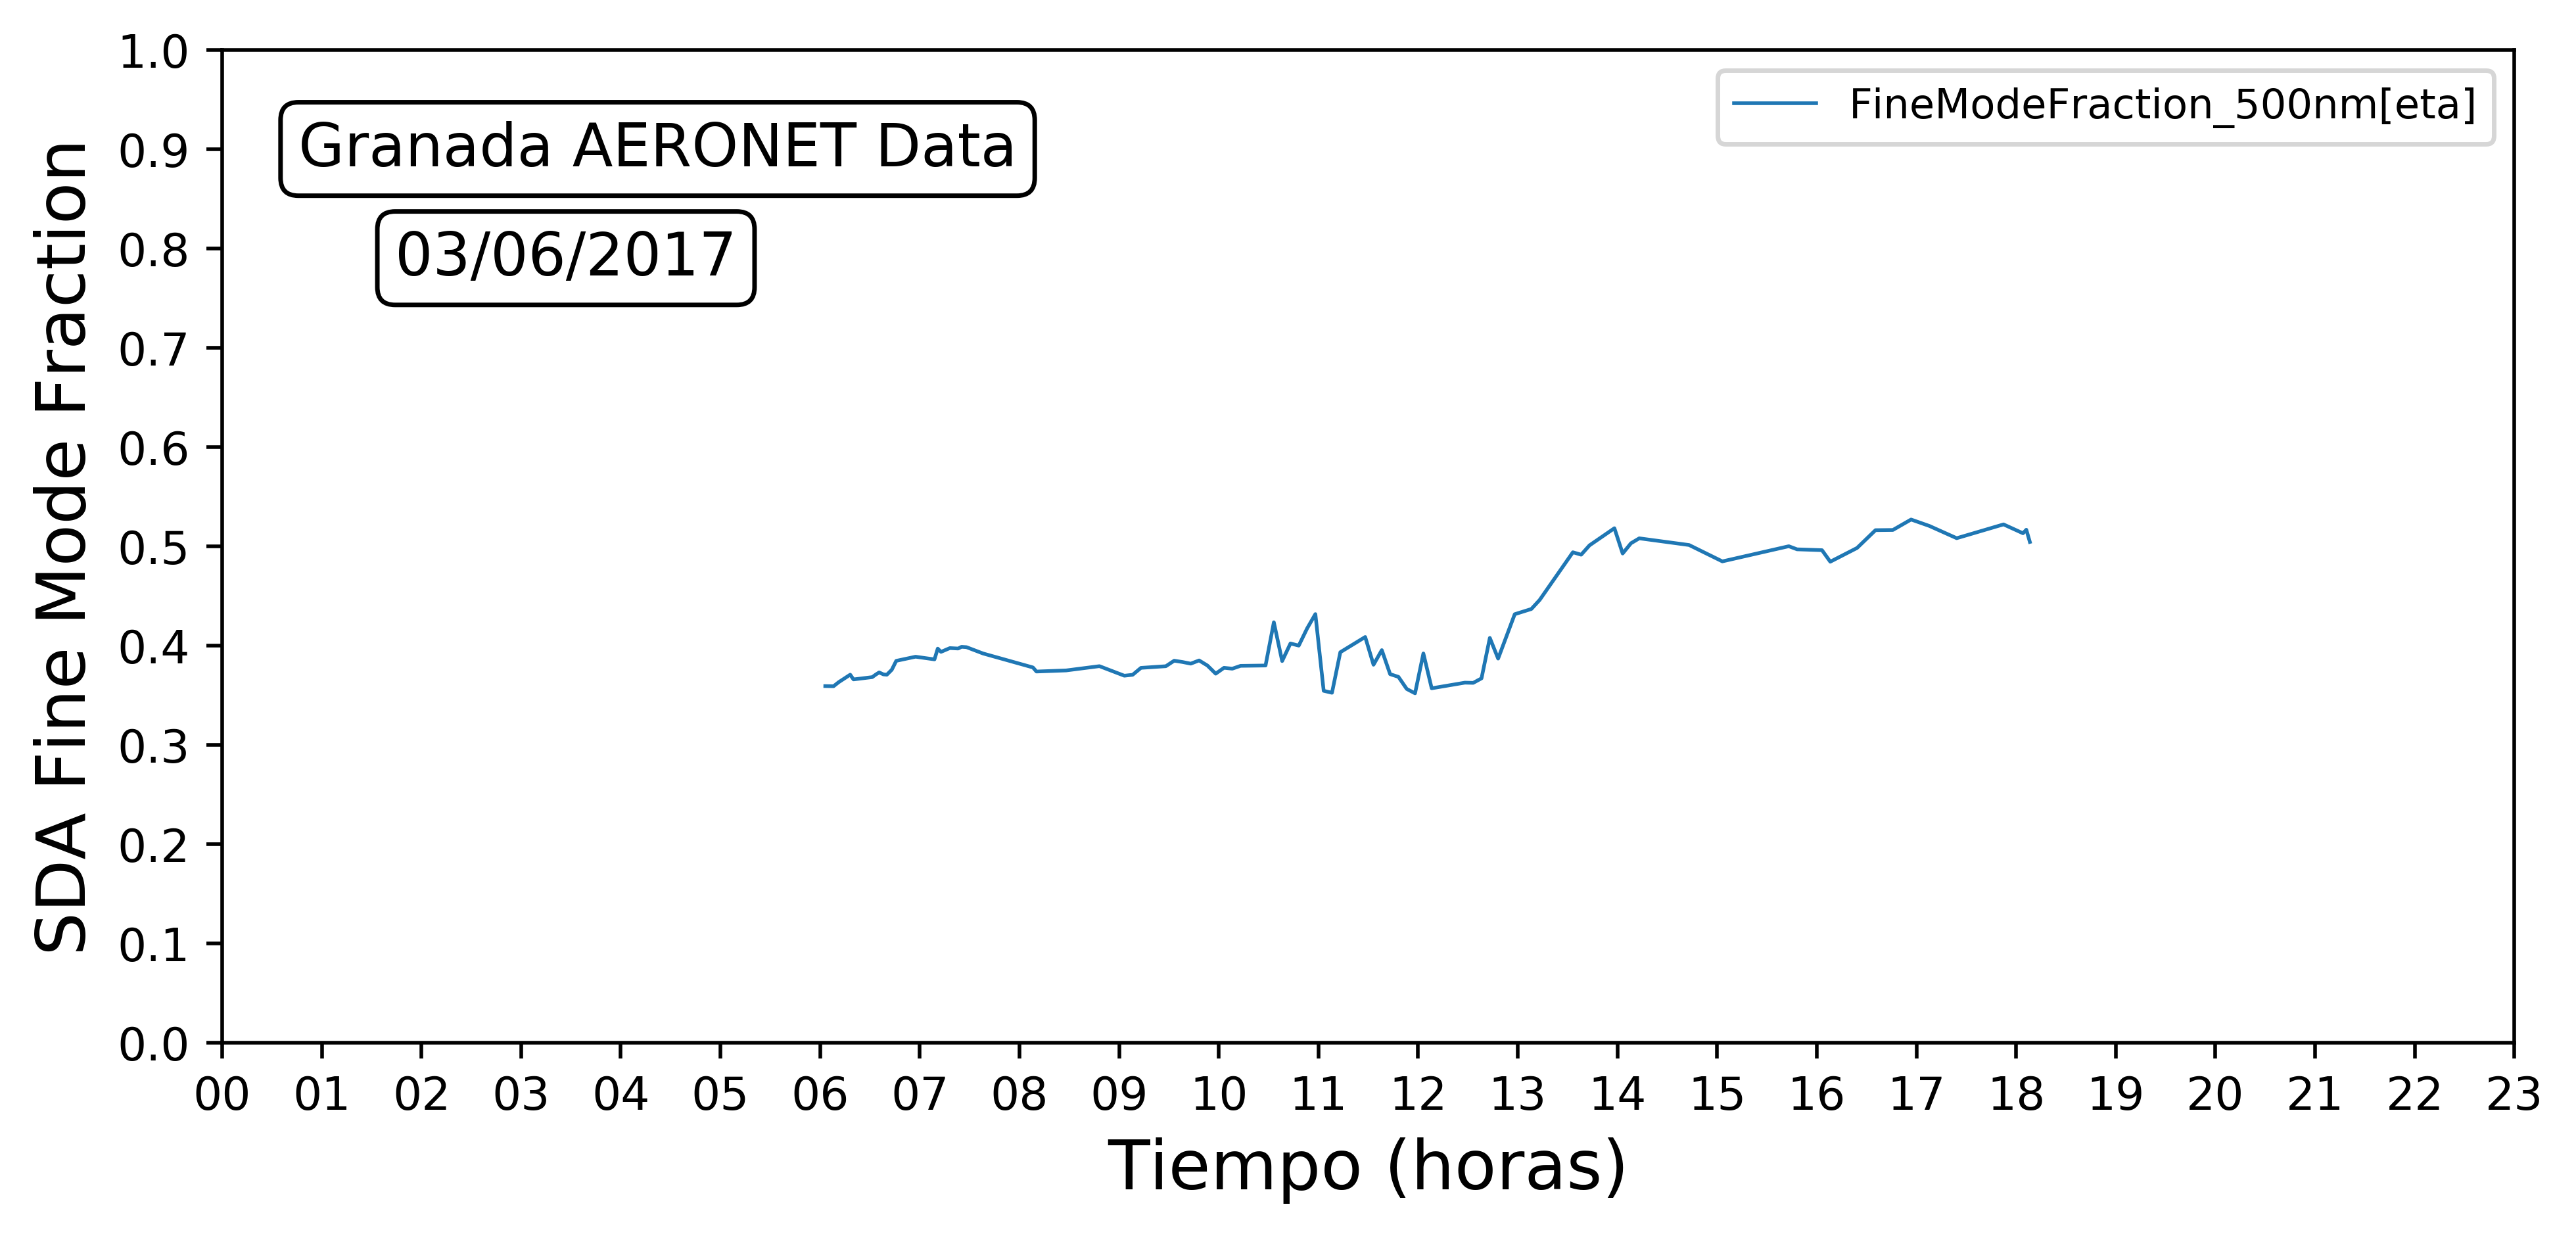 Granada AERONET Data
03/06/2017
FineModeFraction_500nm[eta]
SDA Fine Mode Fraction
1.0
0.9
0.8
0.7
0.6
0.5
0.4
0.3
0.2
0.1
0.0
00 01 02 03 04 05 06 07 08 09 10 11 12 13 14 15 16 17 18 19 20 21 22 23
Tiempo (horas)